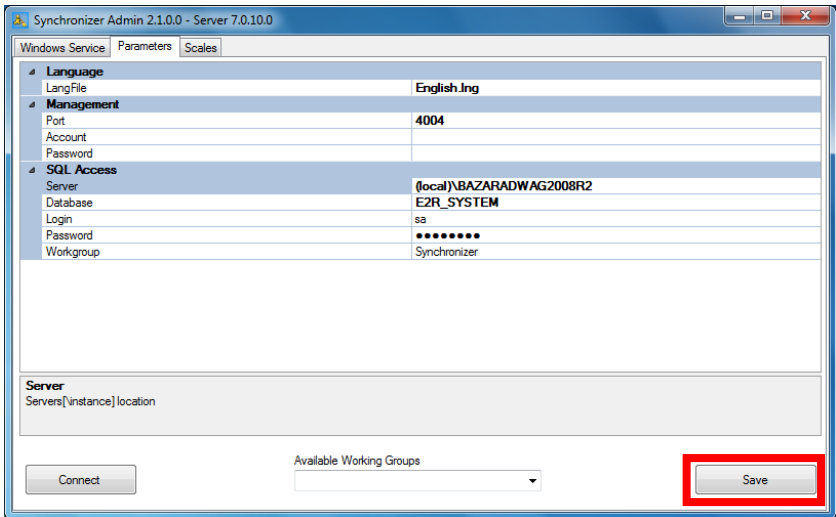 Synchronizer Admin 2.1.0.0 - Server 7.0.10.0
Windows Service Parameters Scales
Language
LangFile English.lng
Management
Port 4004
Account
Password
SQL Access
Server (local)\BAZARADWAG2008R2
Database E2R_SYSTEM
Login sa
Password ●●●●●●●●
Workgroup Synchronizer
Server
Servers[\instance] location
Available Working Groups
Connect Save